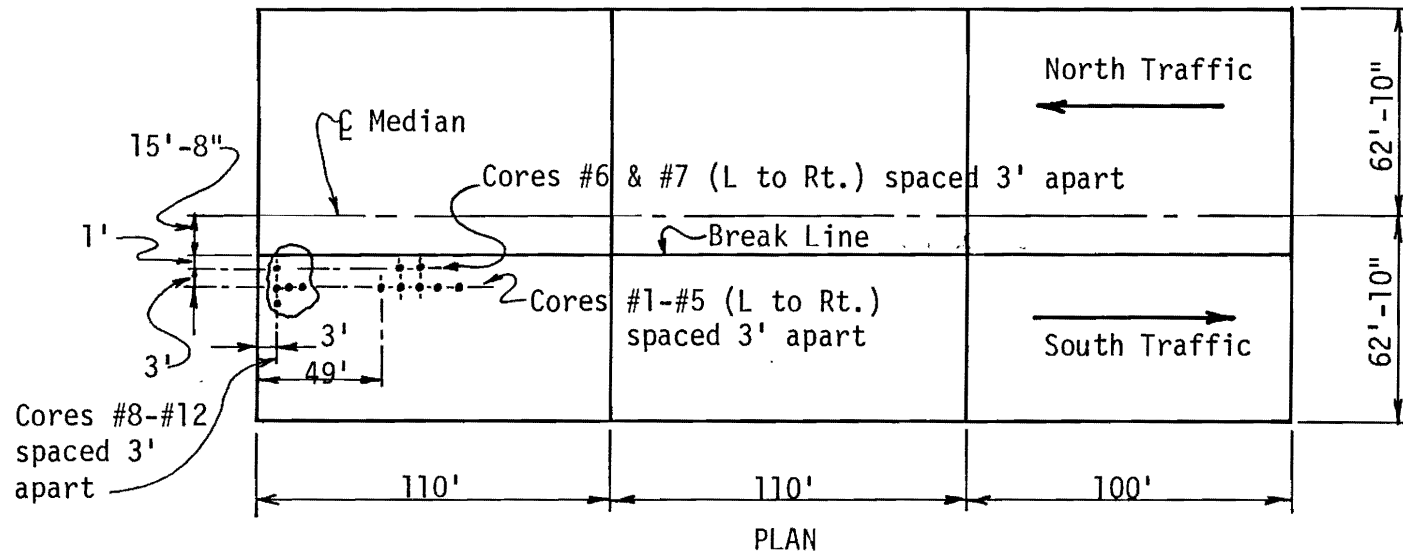 North Traffic
℄ Median
15'-8"
Cores #6 & #7 (L to Rt.) spaced 3' apart
62'-10"
1'
Break Line
Cores #1-#5 (L to Rt.)
spaced 3' apart
South Traffic
62'-10"
3'
3'
49'
Cores #8-#12
spaced 3'
apart
110'
110'
100'
PLAN